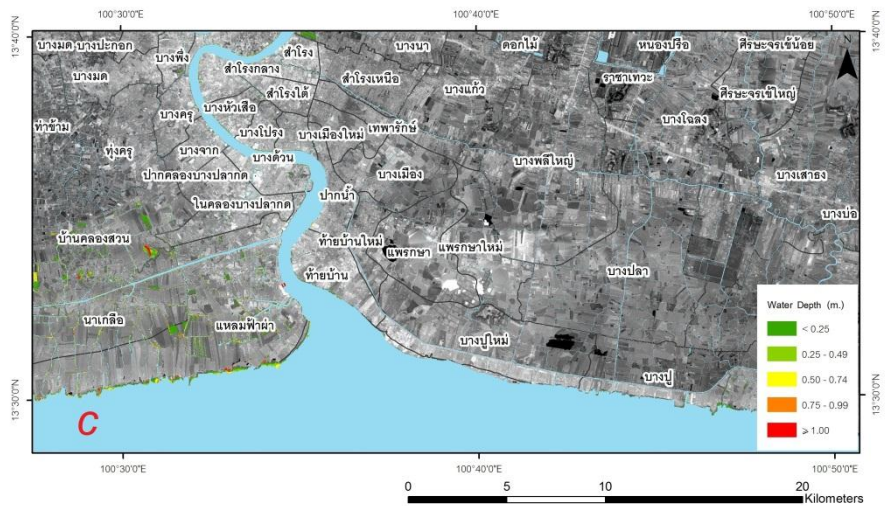 100°30'0"E
100°40'0"E
100°50'0"E
13°40'0"N
13°40'0"N
บางมด บางปะกอก
บางพึ่ง
สำโรง
บางนา
ดอกไม้
หนองปรือ
ศีรษะจรเข้น้อย
N
บางมด
สำโรงกลาง
สำโรงเหนือ
บางแก้ว
ราชาเทวะ
ศีรษะจรเข้ใหญ่
บางหัวเสือ
สำโรงใต้
บางครุ
ท่าข้าม
บางโปรง
บางเมืองใหม่
เทพารักษ์
บางโฉลง
ทุ่งครุ
บางจาก
บางด้วน
บางพลีใหญ่
ปากคลองบางปลากด
บางเมือง
บางเสาธง
ในคลองบางปลากด
ปากน้ำ
บางบ่อ
บ้านคลองสวน
ท้ายบ้านใหม่
แพรกษา
แพรกษาใหม่
ท้ายบ้าน
บางปลา
นาเกลือ
แหลมฟ้าผ่า
บางปูใหม่
บางปู
Water Depth (m.)
< 0.25
0.25 - 0.49
0.50 - 0.74
0.75 - 0.99
⩾ 1.00
13°30'0"N
13°30'0"N
C
100°30'0"E
100°40'0"E
100°50'0"E
0 5 10 20
Kilometers